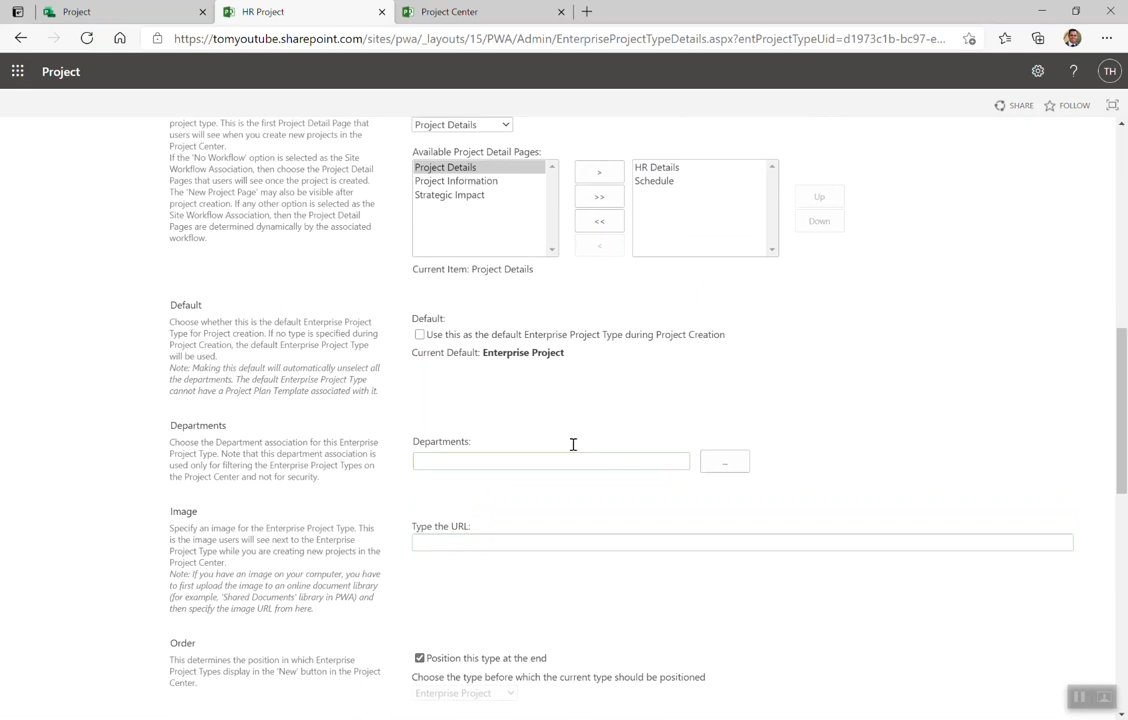 Project
HR Project
Project Center
https://tomyoutube.sharepoint.com/sites/pwa/_layouts/15/PWA/Admin/EnterpriseProjectTypeDetails.aspx?entProjectTypeUid=d1973c1b-bc97-e...
Project
TH
SHARE
FOLLOW
project type. This is the first Project Detail Page that
users will see when you create new projects in the
Project Center.
If the 'No Workflow' option is selected as the Site
Workflow Association, then choose the Project Detail
Pages that users will see once the project is created.
The 'New Project Page' may also be visible after
project creation. If any other option is selected as the
Site Workflow Association, then the Project Detail
Pages are determined dynamically by the associated
workflow.
Project Details
Available Project Detail Pages:
Project Details
Project Information
Strategic Impact
>
>>
<<
<
HR Details
Schedule
Up
Down
Current Item: Project Details
Default
Choose whether this is the default Enterprise Project
Type for Project creation. If no type is specified during
Project Creation, the default Enterprise Project Type
will be used.
Note: Making this default will automatically unselect all
the departments. The default Enterprise Project Type
cannot have a Project Plan Template associated with it.
Default:
Use this as the default Enterprise Project Type during Project Creation
Current Default: Enterprise Project
Departments
Choose the Department association for this Enterprise
Project Type. Note that this department association is
used only for filtering the Enterprise Project Types on
the Project Center and not for security.
Departments:
...
Image
Specify an image for the Enterprise Project Type. This
is the image users will see next to the Enterprise
Project Type while you are creating new projects in the
Project Center.
Note: If you have an image on your computer, you have
to first upload the image to an online document library
(for example, 'Shared Documents' library in PWA) and
then specify the image URL from here.
Type the URL:
Order
This determines the position in which Enterprise
Project Types display in the 'New' button in the Project
Center.
Position this type at the end
Choose the type before which the current type should be positioned
Enterprise Project